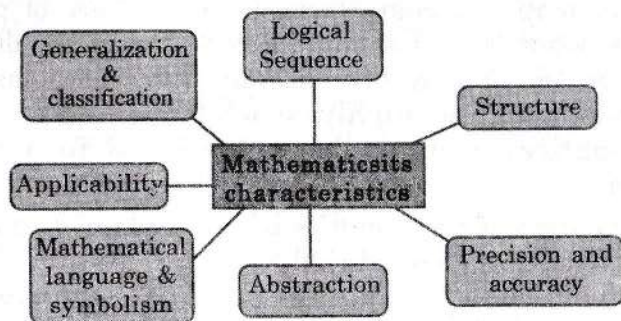 Generalization
&
classification
Logical
Sequence
Structure
Mathematicsits
characteristics
Applicability
Mathematical
language &
symbolism
Abstraction
Precision and
accuracy